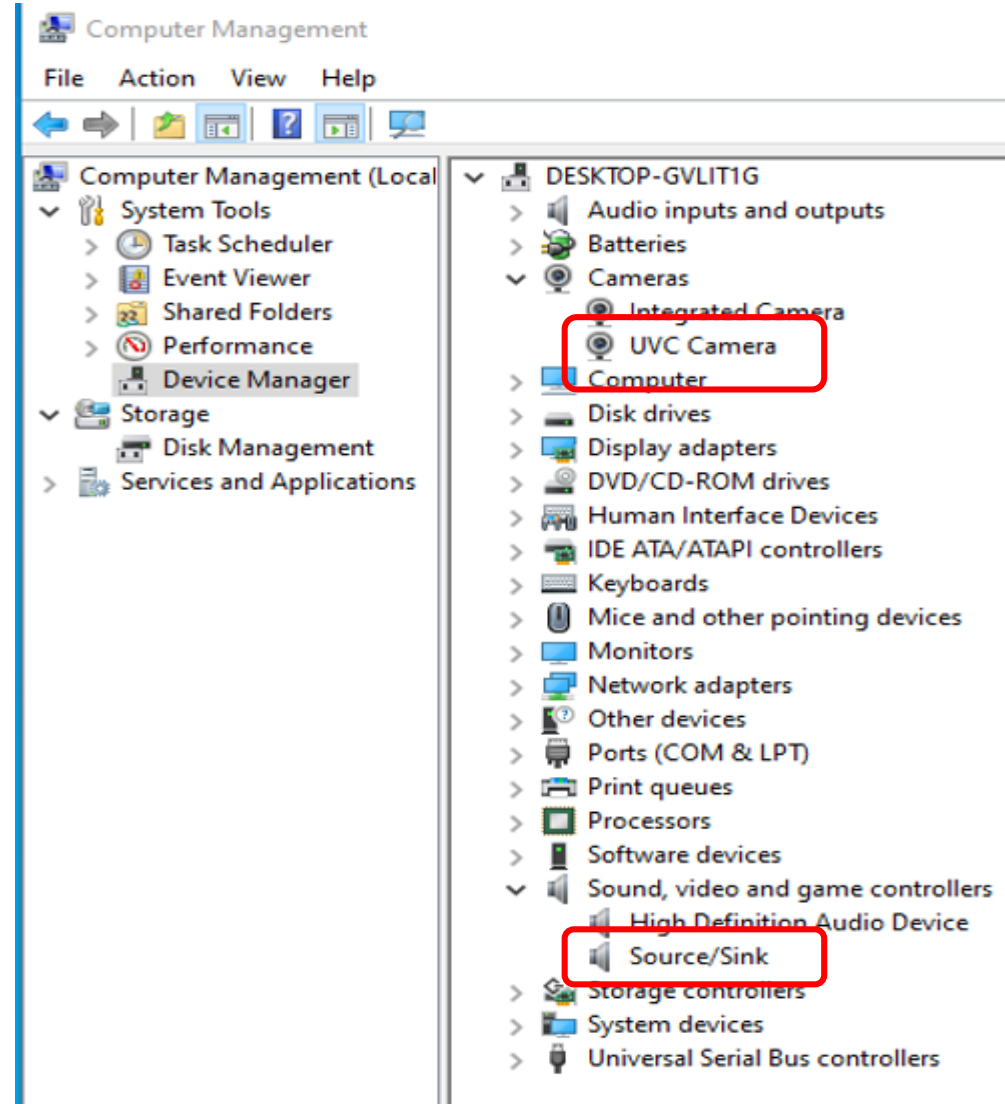 Computer Management
File Action View Help
Computer Management (Local
System Tools
Task Scheduler
Event Viewer
Shared Folders
Performance
Device Manager
Storage
Disk Management
Services and Applications
DESKTOP-GVLIT1G
Audio inputs and outputs
Batteries
Cameras
Integrated Camera
UVC Camera
Computer
Disk drives
Display adapters
DVD/CD-ROM drives
Human Interface Devices
IDE ATA/ATAPI controllers
Keyboards
Mice and other pointing devices
Monitors
Network adapters
Other devices
Ports (COM & LPT)
Print queues
Processors
Software devices
Sound, video and game controllers
High Definition Audio Device
Source/Sink
Storage controllers
System devices
Universal Serial Bus controllers